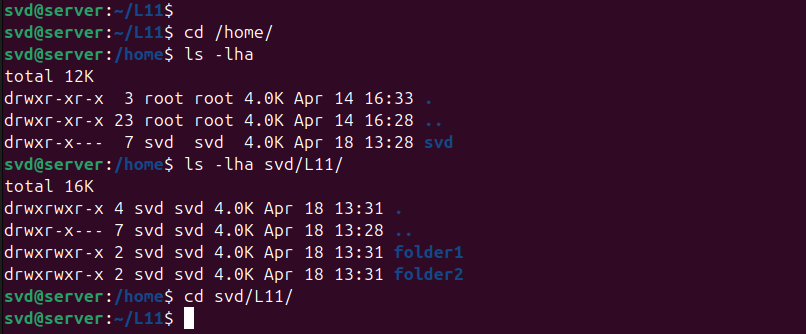 svd@server:~/L11$
svd@server:~/L11$ cd /home/
svd@server:/home$ ls -lha
total 12K
drwxr-xr-x  3 root root 4.0K Apr 14 16:33 .
drwxr-xr-x 23 root root 4.0K Apr 14 16:28 ..
drwxr-x---  7 svd  svd  4.0K Apr 18 13:28 svd
svd@server:/home$ ls -lha svd/L11/
total 16K
drwxrwxr-x 4 svd svd 4.0K Apr 18 13:31 .
drwxr-x--- 7 svd svd 4.0K Apr 18 13:28 ..
drwxrwxr-x 2 svd svd 4.0K Apr 18 13:31 folder1
drwxrwxr-x 2 svd svd 4.0K Apr 18 13:31 folder2
svd@server:/home$ cd svd/L11/
svd@server:~/L11$